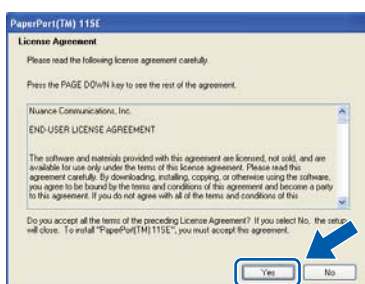 PaperPort(TM) 11SE
License Agreement
Please read the following license agreement carefully.
Press the PAGE DOWN key to see the rest of the agreement.
Nuance Communications, Inc.
END-USER LICENSE AGREEMENT
The software and materials provided with this agreement are licensed, not sold, and are
available for use only under the terms of this license agreement. Please read this
agreement carefully. By downloading, installing, copying, or otherwise using the software,
you agree to be bound by the terms and conditions of this agreement and become a party
to this agreement. If you do not agree with all of the terms and conditions of this
Do you accept all the terms of the preceding License Agreement? If you select No, the setup
will close. To install "PaperPort(TM) 11SE", you must accept this agreement.
Yes
No